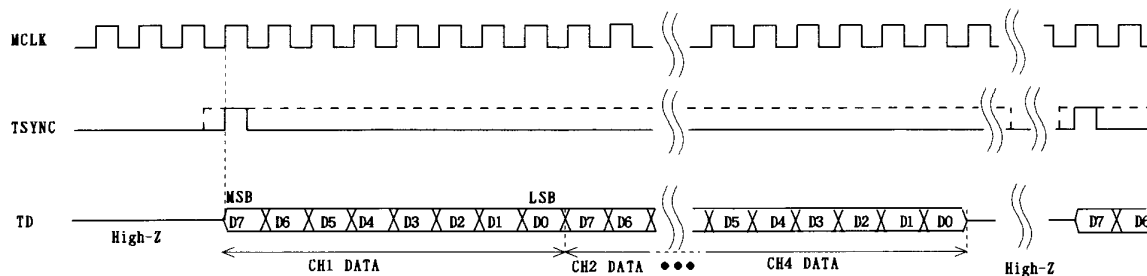 MCLK
TSYNC
MSB LSB
TD D7 D6 D5 D4 D3 D2 D1 D0 D7 D6 D5 D4 D3 D2 D1 D0 D7 D6
High-Z CH1 DATA CH2 DATA ●●● CH4 DATA High-Z